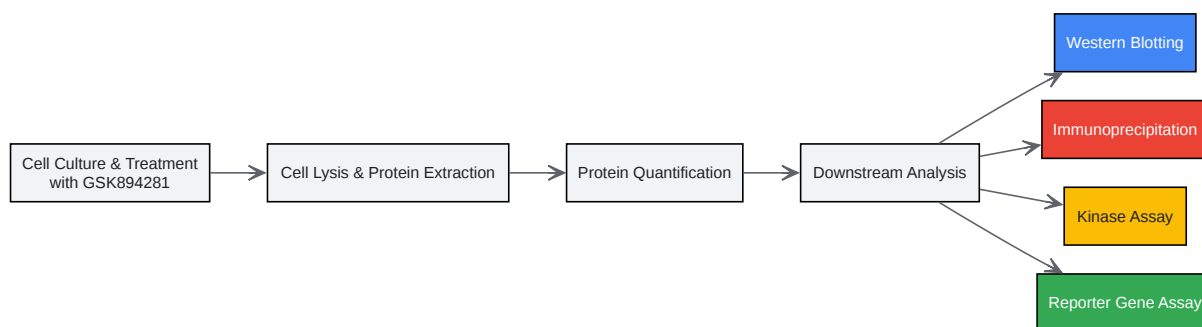 Cell Culture & Treatment
with GSK894281
Cell Lysis & Protein Extraction
Protein Quantification
Downstream Analysis
Western Blotting
Immunoprecipitation
Kinase Assay
Reporter Gene Assay